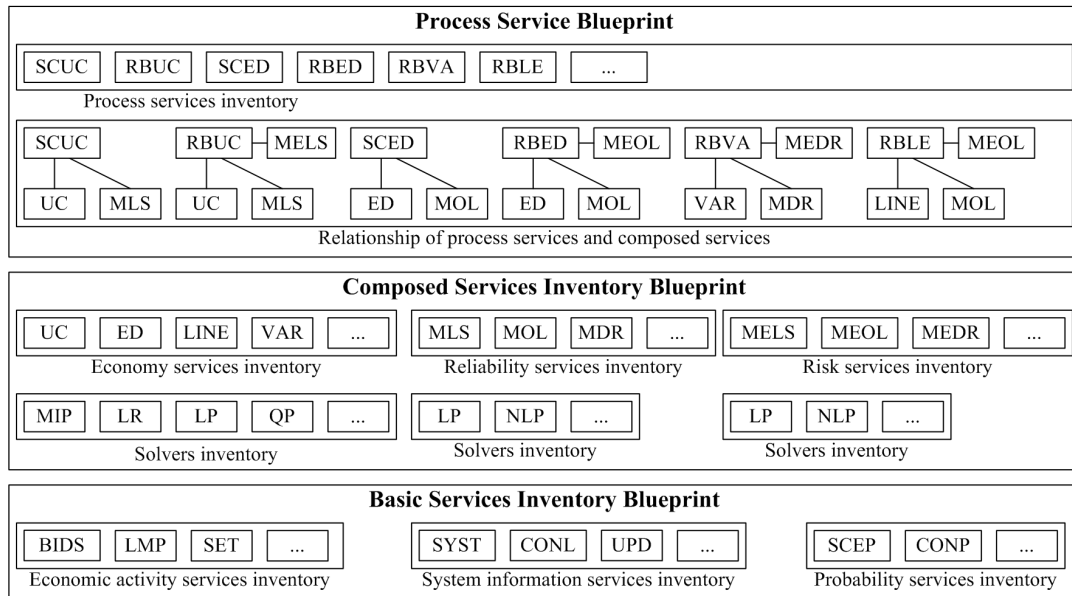 Process Service Blueprint
SCUC RBUC SCED RBED RBVA RBLE ...
Process services inventory
SCUC RBUC MELS SCED RBED MEOL RBVA MEDR RBLE MEOL
UC MLS UC MLS ED MOL ED MOL VAR MDR LINE MOL
Relationship of process services and composed services
Composed Services Inventory Blueprint
UC ED LINE VAR ... MLS MOL MDR ... MELS MEOL MEDR ...
Economy services inventory Reliability services inventory Risk services inventory
MIP LR LP QP ... LP NLP ... LP NLP ...
Solvers inventory Solvers inventory Solvers inventory
Basic Services Inventory Blueprint
BIDS LMP SET ... SYST CONL UPD ... SCEP CONP ...
Economic activity services inventory System information services inventory Probability services inventory